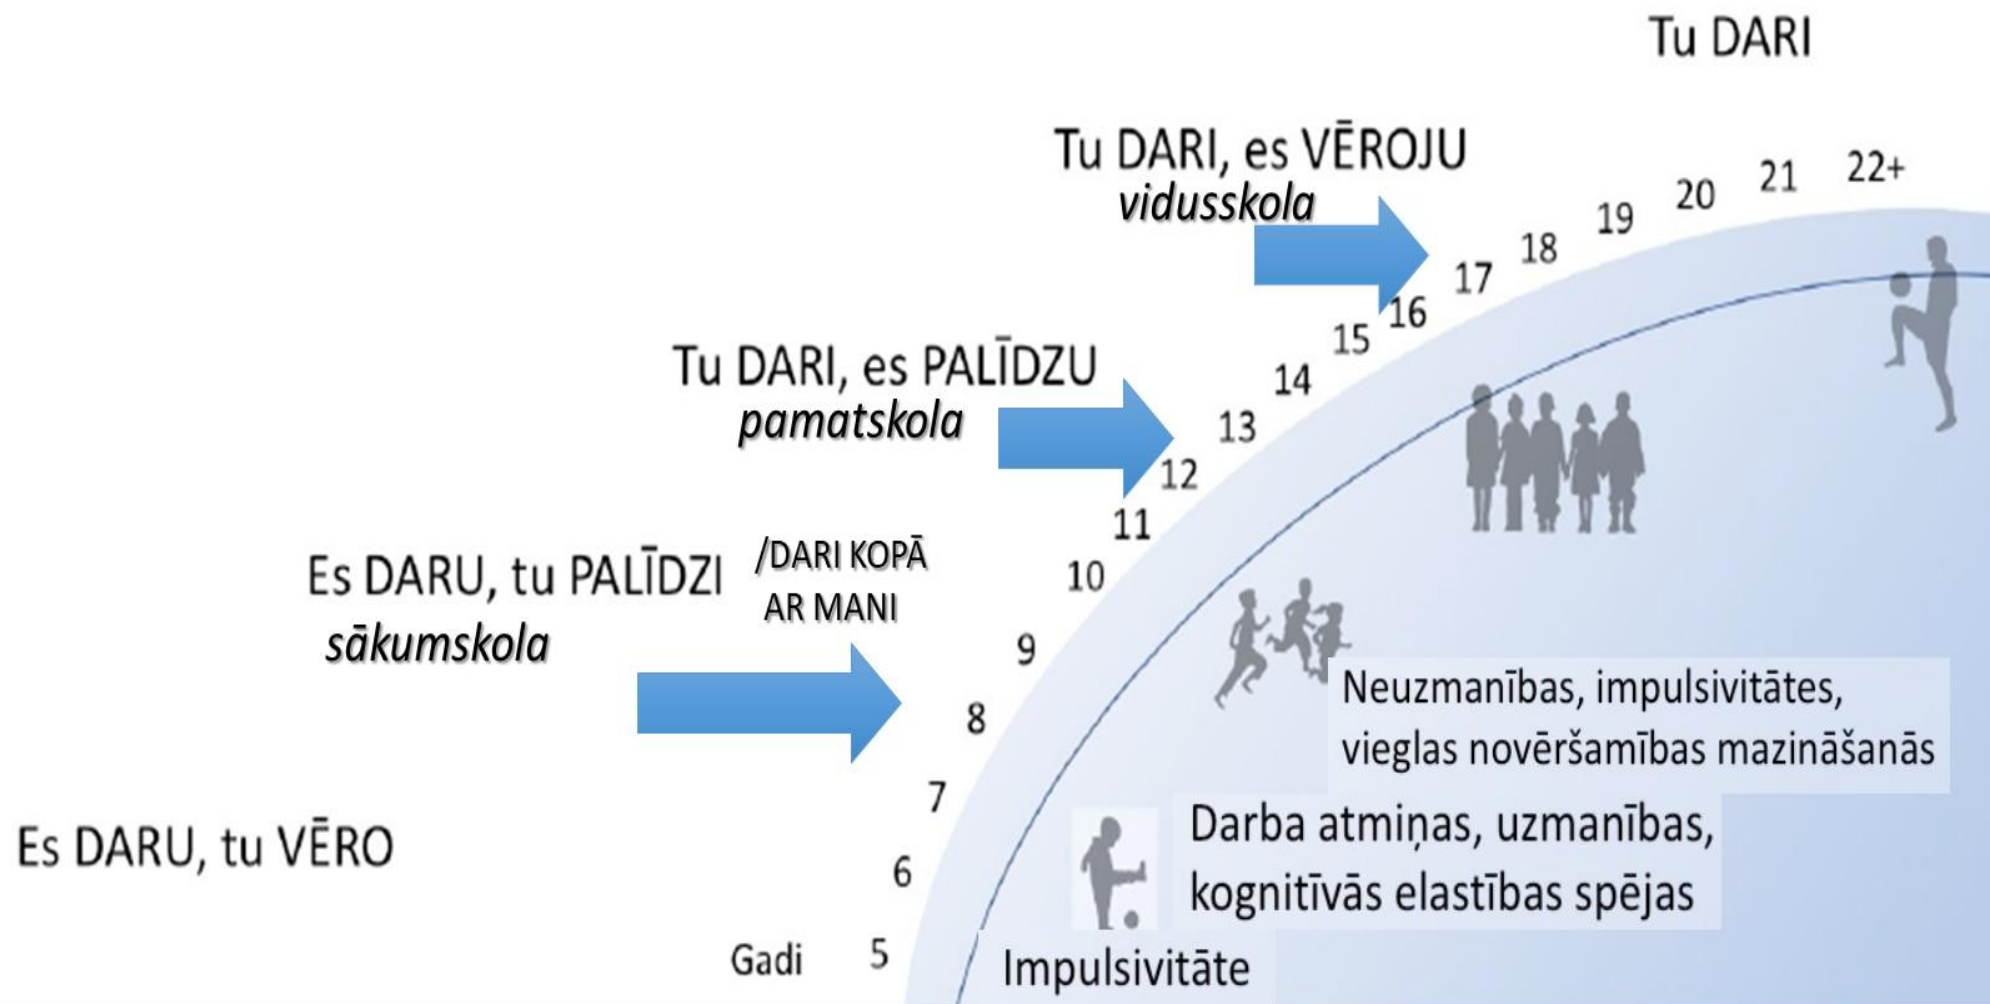 Tu DARI
Tu DARI, es VĒROJU
vidusskola
Tu DARI, es PALĪDZU
pamatskola
Es DARU, tu PALĪDZI
/DARI KOPĀ
AR MANI
sākumskola
Es DARU, tu VĒRO
Gadi
5
6
7
8
9
10
11
12
13
14
15
16
17
18
19
20
21
22+
Neuzmanības, impulsivitātes,
vieglas novēršamības mazināšanās
Darba atmiņas, uzmanības,
kognitīvās elastības spējas
Impulsivitāte